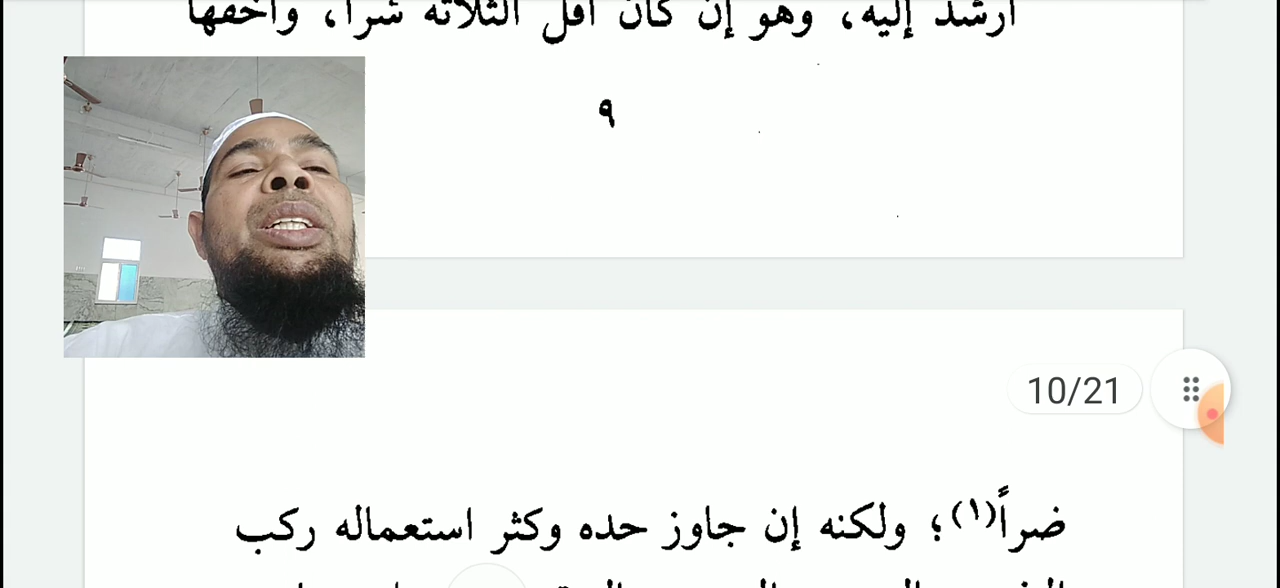 أرشد إليه، وهو إن كان أقل الثلاثة شراً، وأخفها
٩
10/21
ضراً(١)؛ ولكنه إن جاوز حده وكثر استعماله ركب